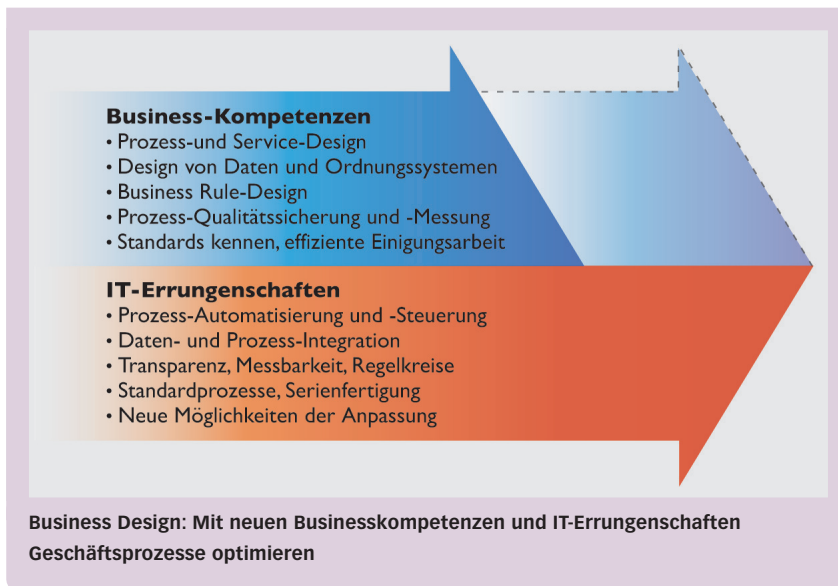 Business-Kompetenzen
• Prozess-und Service-Design
• Design von Daten und Ordnungssystemen
• Business Rule-Design
• Prozess-Qualitätssicherung und -Messung
• Standards kennen, effiziente Einigungsarbeit
IT-Errungenschaften
• Prozess-Automatisierung und -Steuerung
• Daten- und Prozess-Integration
• Transparenz, Messbarkeit, Regelkreise
• Standardprozesse, Serienfertigung
• Neue Möglichkeiten der Anpassung
Business Design: Mit neuen Businesskompetenzen und IT-Errungenschaften
Geschäftsprozesse optimieren